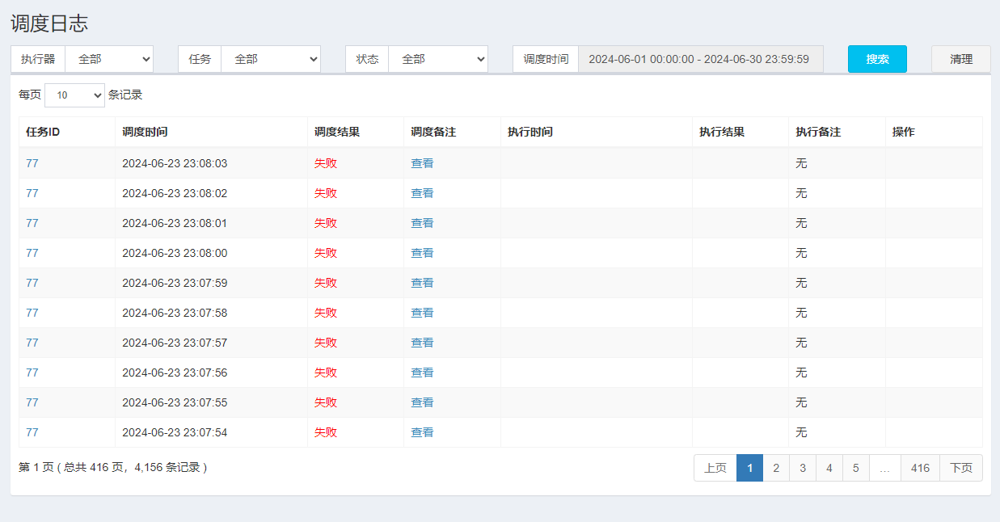 调度日志
执行器 全部 任务 全部 状态 全部 调度时间 2024-06-01 00:00:00 - 2024-06-30 23:59:59 搜索 清理
每页 10 条记录
任务ID 调度时间 调度结果 调度备注 执行时间 执行结果 执行备注 操作
77 2024-06-23 23:08:03 失败 查看 无
77 2024-06-23 23:08:02 失败 查看 无
77 2024-06-23 23:08:01 失败 查看 无
77 2024-06-23 23:08:00 失败 查看 无
77 2024-06-23 23:07:59 失败 查看 无
77 2024-06-23 23:07:58 失败 查看 无
77 2024-06-23 23:07:57 失败 查看 无
77 2024-06-23 23:07:56 失败 查看 无
77 2024-06-23 23:07:55 失败 查看 无
77 2024-06-23 23:07:54 失败 查看 无
第 1 页 ( 总共 416 页，4,156 条记录 ) 上页 1 2 3 4 5 … 416 下页